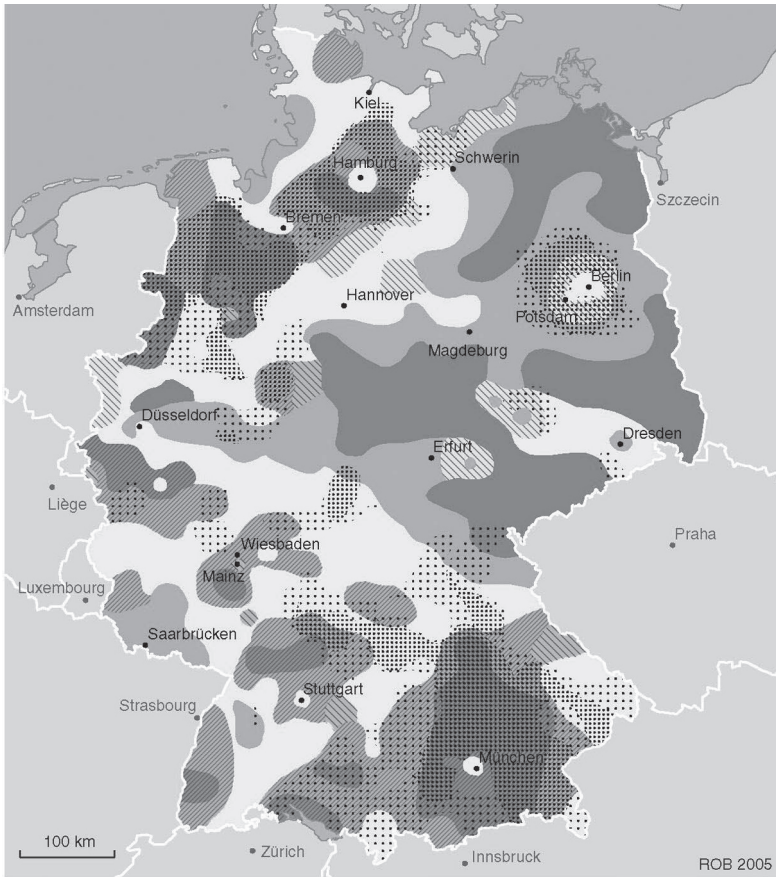 Kiel
Hamburg
Schwerin
Szczecin
Bremen
Berlin
Amsterdam
Hannover
Potsdam
Magdeburg
Düsseldorf
Dresden
Erfurt
Liège
Praha
Wiesbaden
Mainz
Luxembourg
Saarbrücken
Stuttgart
Strasbourg
München
100 km
Zürich
Innsbruck
ROB 2005